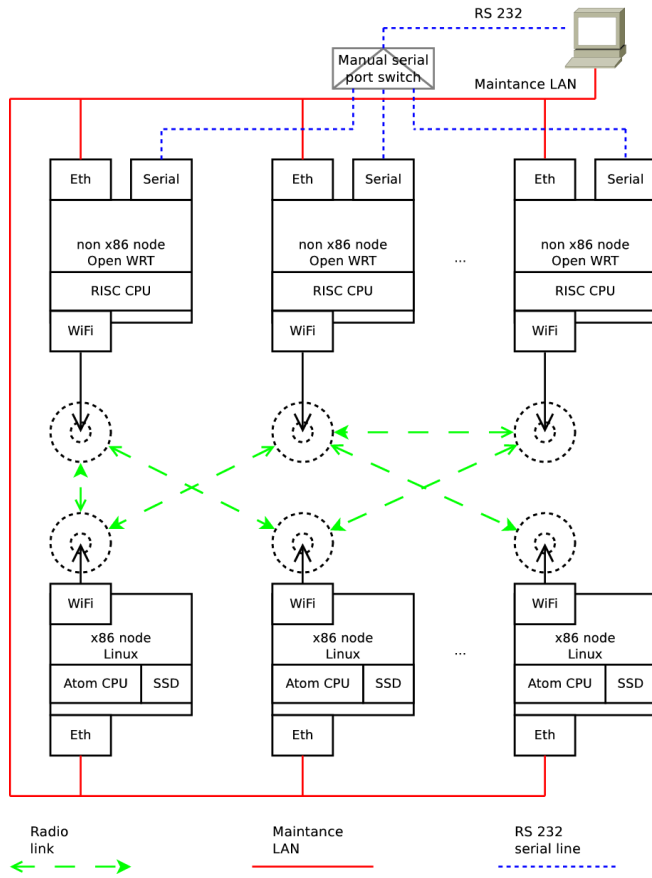 RS 232
Manual serial
port switch
Maintance LAN
Eth
Serial
Eth
Serial
Eth
Serial
non x86 node
Open WRT
non x86 node
Open WRT
...
non x86 node
Open WRT
RISC CPU
RISC CPU
RISC CPU
WiFi
WiFi
WiFi
WiFi
WiFi
WiFi
x86 node
Linux
x86 node
Linux
...
x86 node
Linux
Atom CPU
SSD
Atom CPU
SSD
Atom CPU
SSD
Eth
Eth
Eth
Radio
link
Maintance
LAN
RS 232
serial line